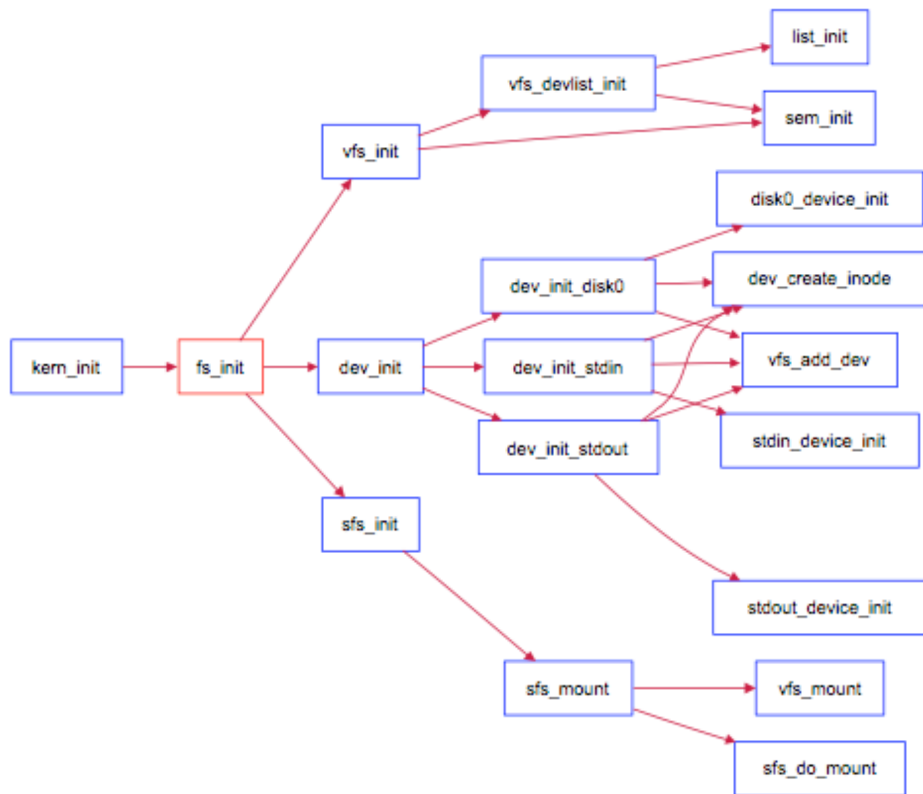 list_init
vfs_devlist_init
sem_init
vfs_init
disk0_device_init
dev_init_disk0
dev_create_inode
kern_init
fs_init
dev_init
dev_init_stdin
vfs_add_dev
dev_init_stdout
stdin_device_init
sfs_init
stdout_device_init
sfs_mount
vfs_mount
sfs_do_mount